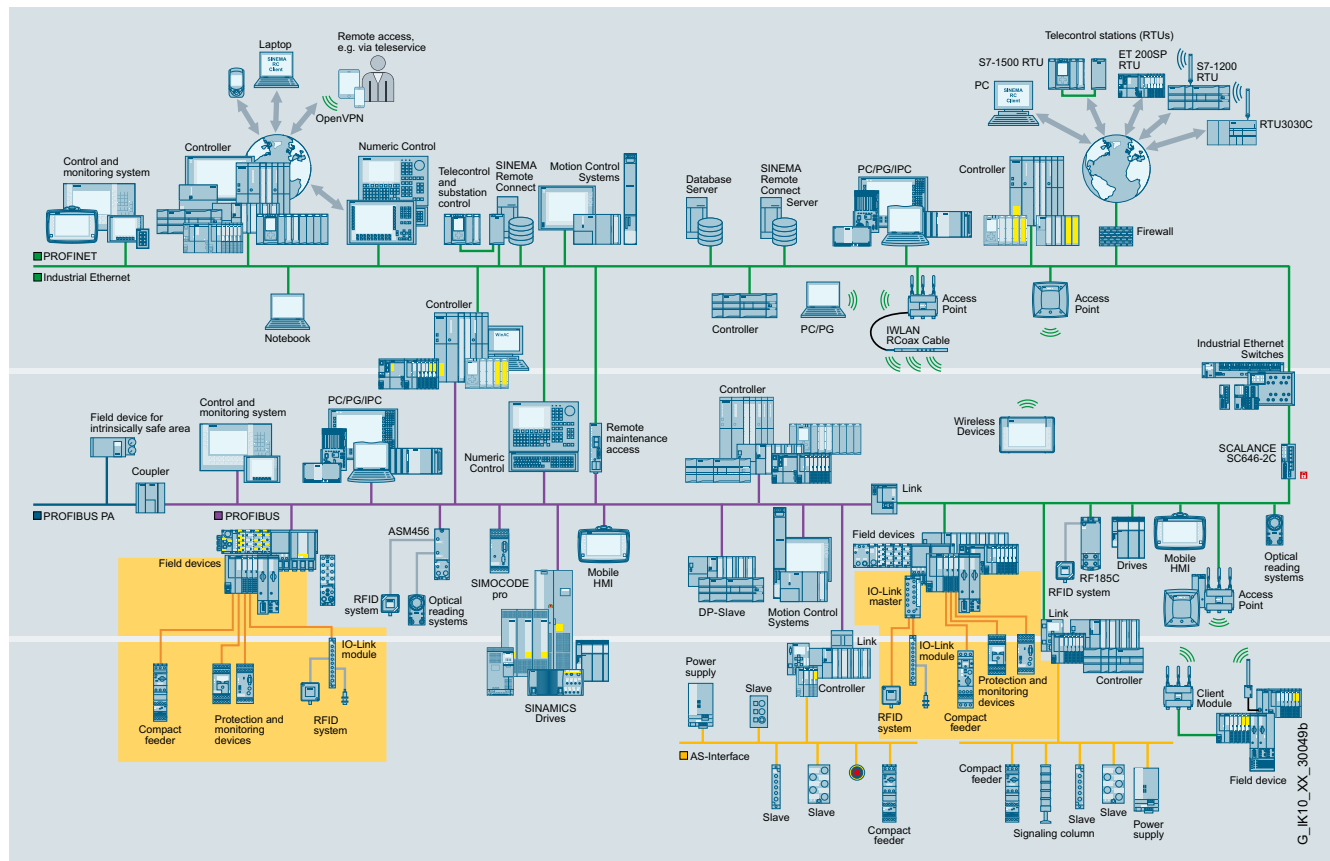 Laptop
SINEMA
RC
Client
Remote access,
e.g. via teleservice
OpenVPN
Telecontrol stations (RTUs)
S7-1500 RTU
ET 200SP
RTU
S7-1200
RTU
PC
SINEMA
RC
Client
RTU3030C
Control and
monitoring system
Controller
Numeric Control
Telecontrol
and
substation
control
SINEMA
Remote
Connect
Motion Control
Systems
Database
Server
SINEMA
Remote
Connect
Server
PC/PG/IPC
Controller
Firewall
PROFINET
Industrial Ethernet
Notebook
Controller
WinAC
Controller
PC/PG
Access
Point
IWLAN
RCoax Cable
Access
Point
Industrial Ethernet
Switches
Field device for
intrinsically safe area
Coupler
Control and
monitoring system
PC/PG/IPC
Numeric
Control
Remote
maintenance
access
Controller
Wireless
Devices
SCALANCE
SC646-2C
Link
PROFIBUS PA
PROFIBUS
Field devices
ASM456
RFID
system
Optical
reading
systems
SIMOCODE
pro
Mobile
HMI
DP-Slave
Motion Control
Systems
Field devices
IO-Link
master
RF185C
RFID
system
Drives
Mobile
HMI
Optical
reading
systems
Access
Point
Link
IO-Link
module
Compact
feeder
Protection and
monitoring
devices
RFID
system
SINAMICS
Drives
Power
supply
Slave
Link
Controller
IO-Link
module
RFID
system
Compact
feeder
Protection and
monitoring
devices
Controller
Client
Module
Field device
AS-Interface
Slave
Slave
Compact
feeder
Compact
feeder
Signaling column
Slave
Slave
Power
supply
G_IK10_XX_30049b